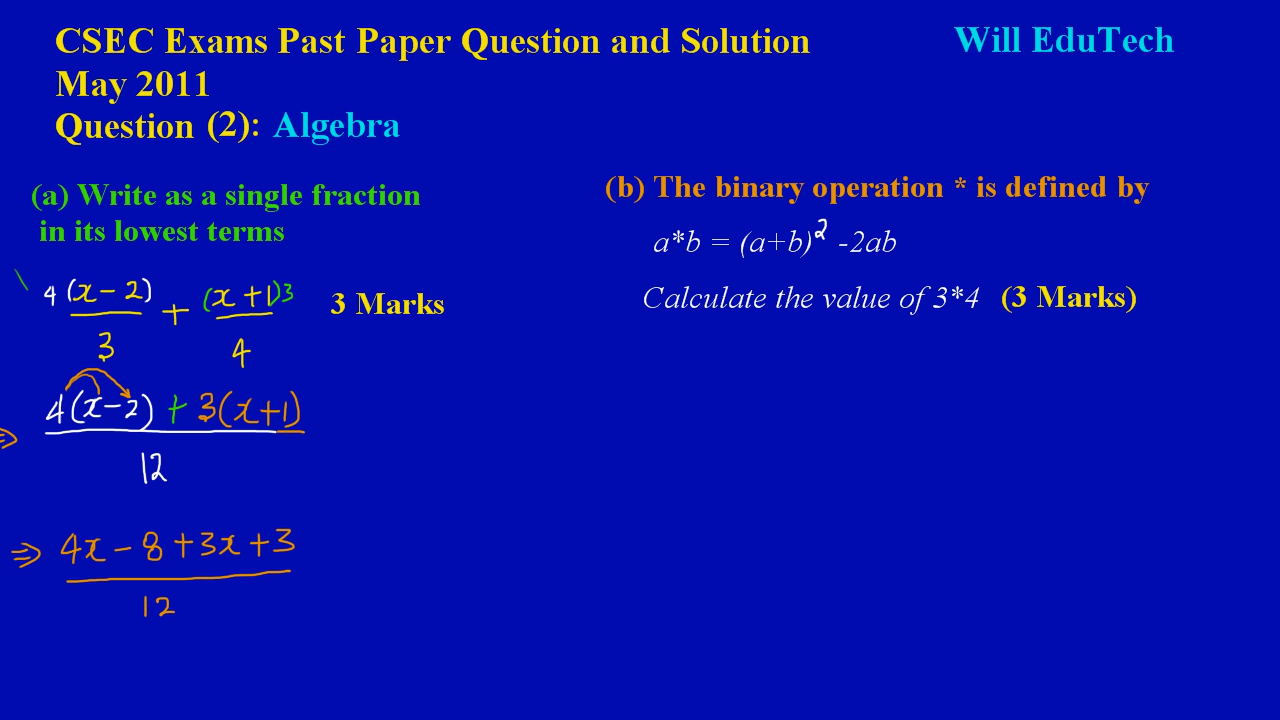 CSEC Exams Past Paper Question and Solution
Will EduTech
May 2011
Question (2): Algebra
(a) Write as a single fraction
in its lowest terms
4 (x - 2) + (x + 1) 3
3 4
3 Marks
4(x-2) + 3(x+1)
12
⇒ 4x - 8 + 3x + 3
12
(b) The binary operation * is defined by
a*b = (a+b)² -2ab
Calculate the value of 3*4 (3 Marks)